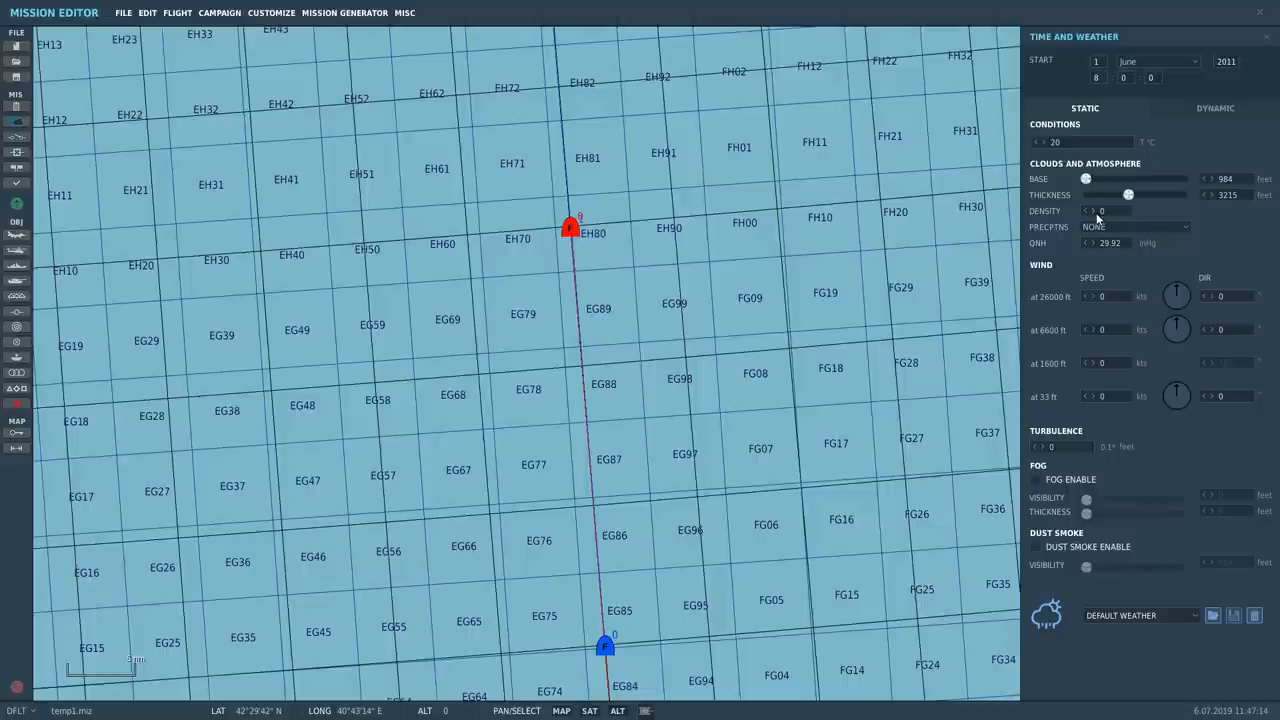 MISSION EDITOR FILE EDIT FLIGHT CAMPAIGN CUSTOMIZE MISSION GENERATOR MISC
FILE
MIS
OBJ
MAP
EH13 EH23 EH33 EH43
EH12 EH22 EH32 EH42 EH52 EH62 EH72 EH82 EH92 FH02 FH12 FH22 FH32
EH11 EH21 EH31 EH41 EH51 EH61 EH71 EH81 EH91 FH01 FH11 FH21 FH31
EH10 EH20 EH30 EH40 EH50 EH60 EH70 EH80 EH90 FH00 FH10 FH20 FH30
F
EG19 EG29 EG39 EG49 EG59 EG69 EG79 EG89 EG99 FG09 FG19 FG29 FG39
EG18 EG28 EG38 EG48 EG58 EG68 EG78 EG88 EG98 FG08 FG18 FG28 FG38
EG17 EG27 EG37 EG47 EG57 EG67 EG77 EG87 EG97 FG07 FG17 FG27 FG37
EG16 EG26 EG36 EG46 EG56 EG66 EG76 EG86 EG96 FG06 FG16 FG26 FG36
EG15 EG25 EG35 EG45 EG55 EG65 EG75 EG85 EG95 FG05 FG15 FG25 FG35
F 0
EG64 EG74 EG84 EG94 FG04 FG14 FG24 FG34
TIME AND WEATHER
START 1 June 2011
8 : 0 : 0
STATIC DYNAMIC
CONDITIONS
20 T °C
CLOUDS AND ATMOSPHERE
BASE 984 feet
THICKNESS 3215 feet
DENSITY 0
PRECPTNS NONE
QNH 29.92 inHg
WIND
SPEED DIR
at 26000 ft 0 kts 0 °
at 6600 ft 0 kts 0 °
at 1600 ft 0 kts
at 33 ft 0 kts 0 °
TURBULENCE
0 0.1* feet
FOG
FOG ENABLE
VISIBILITY 0 feet
THICKNESS 0 feet
DUST SMOKE
DUST SMOKE ENABLE
VISIBILITY feet
DEFAULT WEATHER
DFLT temp1.miz LAT 42°29'42" N LONG 40°43'14" E ALT 0 PAN/SELECT MAP SAT ALT 6.07.2019 11:47:14